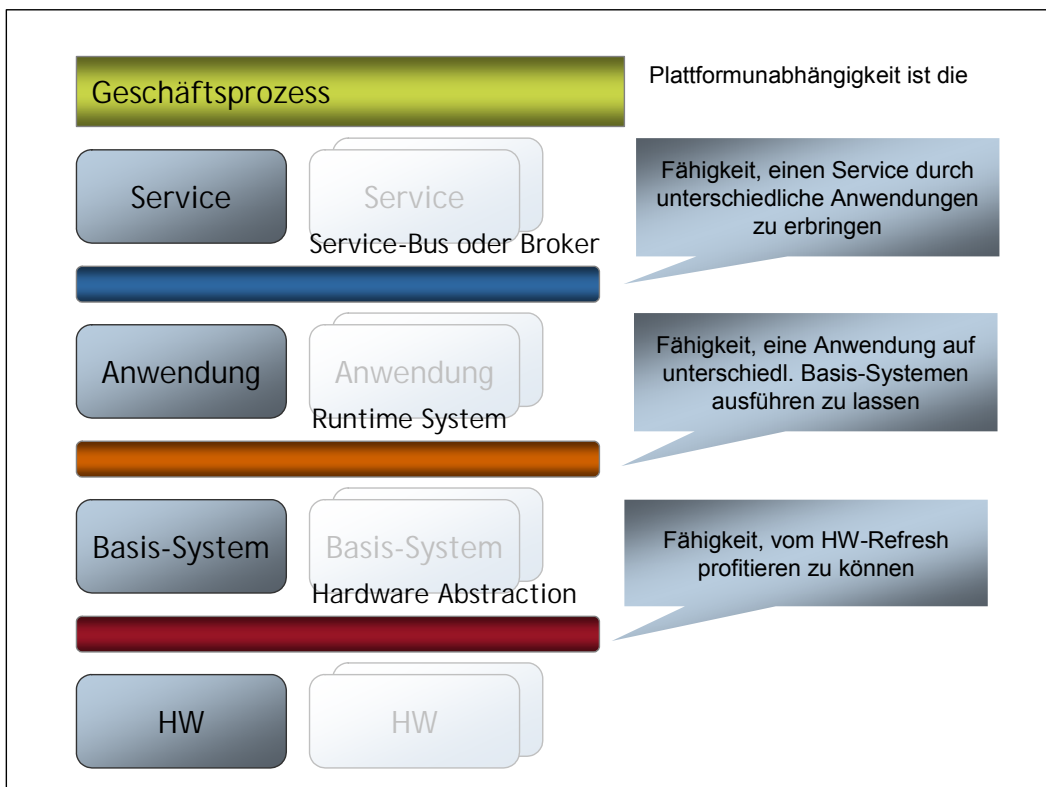 Geschäftsprozess
Plattformunabhängigkeit ist die
Service
Service
Fähigkeit, einen Service durch
unterschiedliche Anwendungen
zu erbringen
Service-Bus oder Broker
Anwendung
Anwendung
Fähigkeit, eine Anwendung auf
unterschiedl. Basis-Systemen
ausführen zu lassen
Runtime System
Basis-System
Basis-System
Fähigkeit, vom HW-Refresh
profitieren zu können
Hardware Abstraction
HW
HW